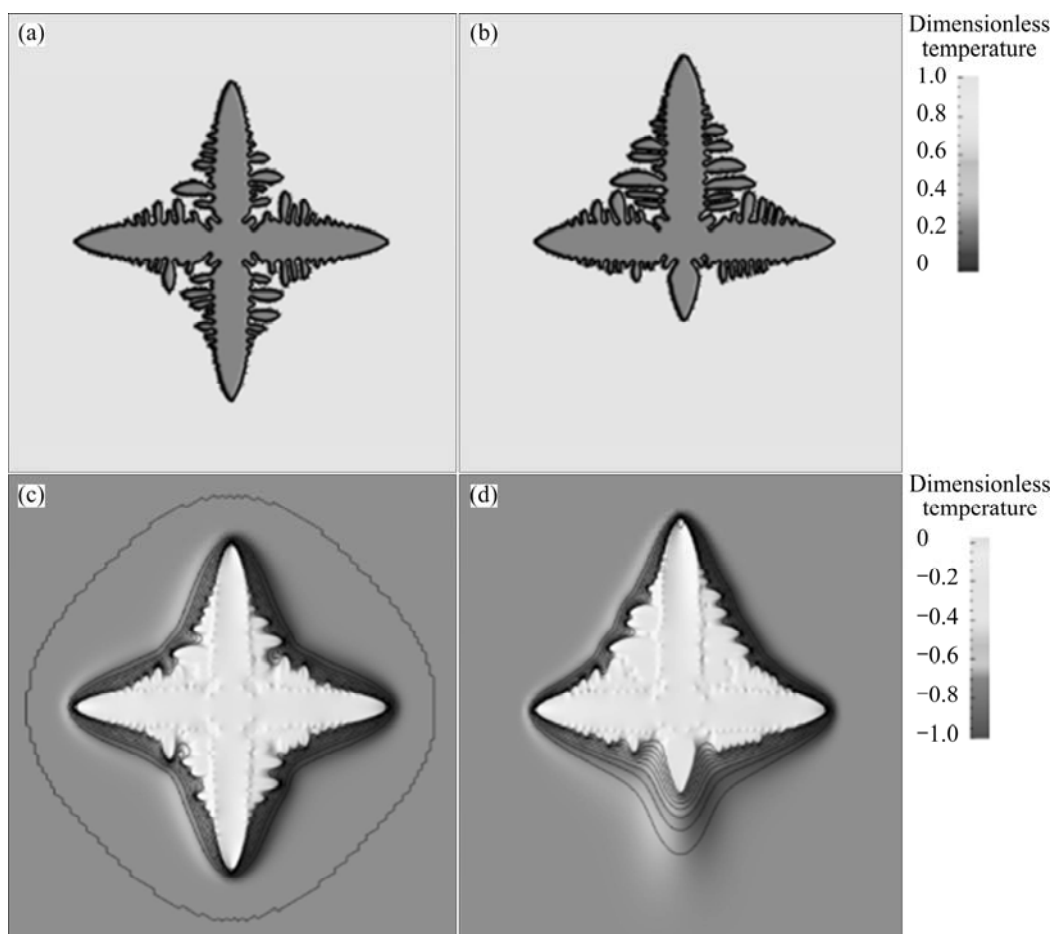 (a)
(b)
Dimensionless
temperature
1.0
0.8
0.6
0.4
0.2
0
(c)
(d)
Dimensionless
temperature
0
−0.2
−0.4
−0.6
−0.8
−1.0